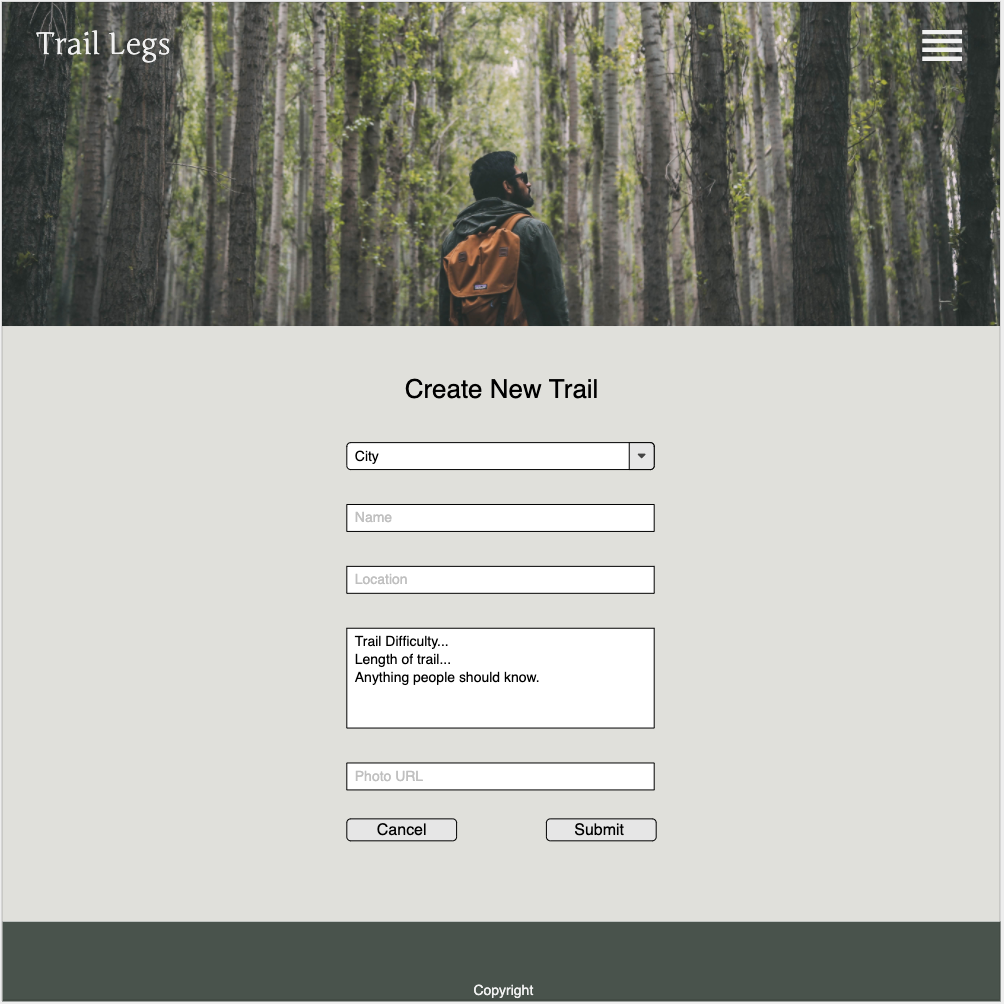 Trail Legs
Create New Trail
City
Name
Location
Trail Difficulty...
Length of trail...
Anything people should know.
Photo URL
Cancel
Submit
Copyright